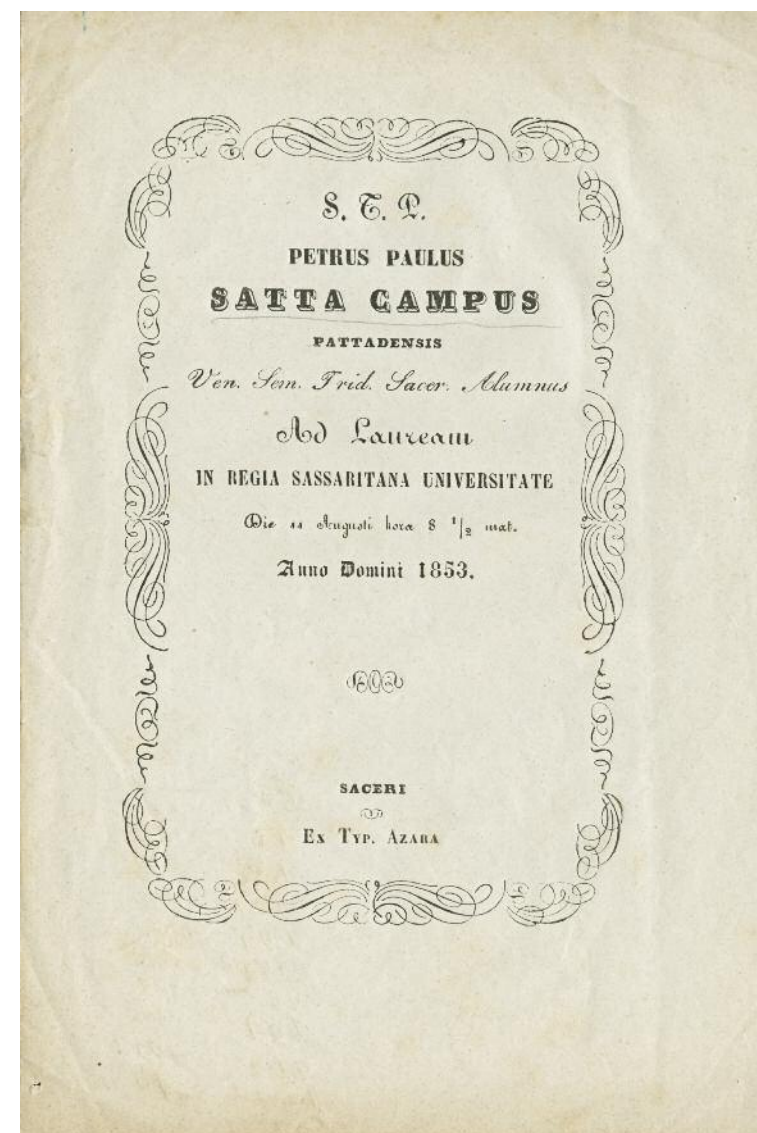 S. T. P.
PETRUS PAULUS
SATTA CAMPUS
PATTADENSIS
Ven. Sem. Trid. Sacer. Alumnus
Ad Lauream
IN REGIA SASSARITANA UNIVERSITATE
Die 11 Augusti hora 8 1/2 mat.
Anno Domini 1853.
SACERI
Ex Typ. Azara